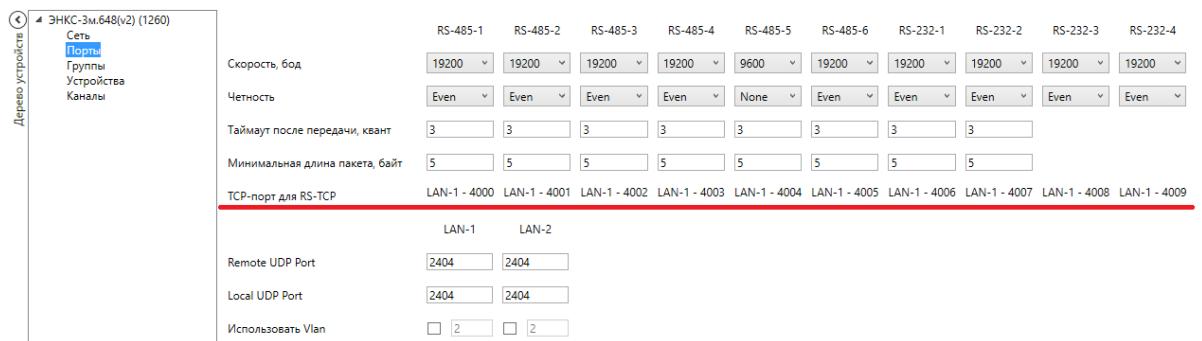 Дерево устройств
ЭНКС-3м.648(v2) (1260)
Сеть
Порты
Группы
Устройства
Каналы
RS-485-1 RS-485-2 RS-485-3 RS-485-4 RS-485-5 RS-485-6 RS-232-1 RS-232-2 RS-232-3 RS-232-4
Скорость, бод 19200 19200 19200 19200 9600 19200 19200 19200 19200 19200
Четность Even Even Even Even None Even Even Even Even Even
Таймаут после передачи, квант 3 3 3 3 3 3 3 3
Минимальная длина пакета, байт 5 5 5 5 5 5 5 5
TCP-порт для RS-TCP LAN-1 - 4000 LAN-1 - 4001 LAN-1 - 4002 LAN-1 - 4003 LAN-1 - 4004 LAN-1 - 4005 LAN-1 - 4006 LAN-1 - 4007 LAN-1 - 4008 LAN-1 - 4009
LAN-1 LAN-2
Remote UDP Port 2404 2404
Local UDP Port 2404 2404
Использовать Vlan 2 2